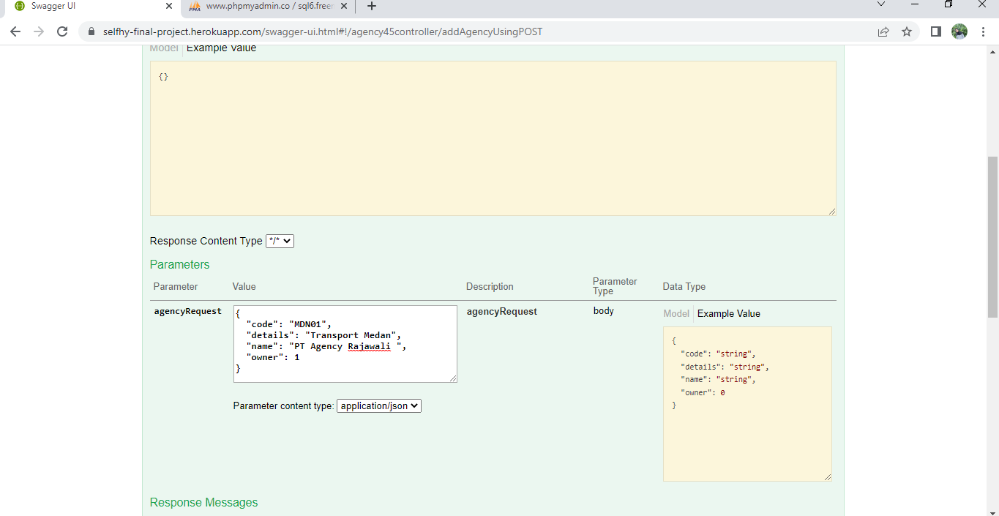 Swagger UI
www.phpmyadmin.co / sql6.free
selfhy-final-project.herokuapp.com/swagger-ui.html#!/agency45controller/addAgencyUsingPOST
Model Example Value
{}
Response Content Type */*
Parameters
Parameter Value Description Parameter Type Data Type
agencyRequest
{
"code": "MDN01",
"details": "Transport Medan",
"name": "PT Agency Rajawali ",
"owner": 1
}
Parameter content type: application/json
agencyRequest
body
Model Example Value
{
"code": "string",
"details": "string",
"name": "string",
"owner": 0
}
Response Messages